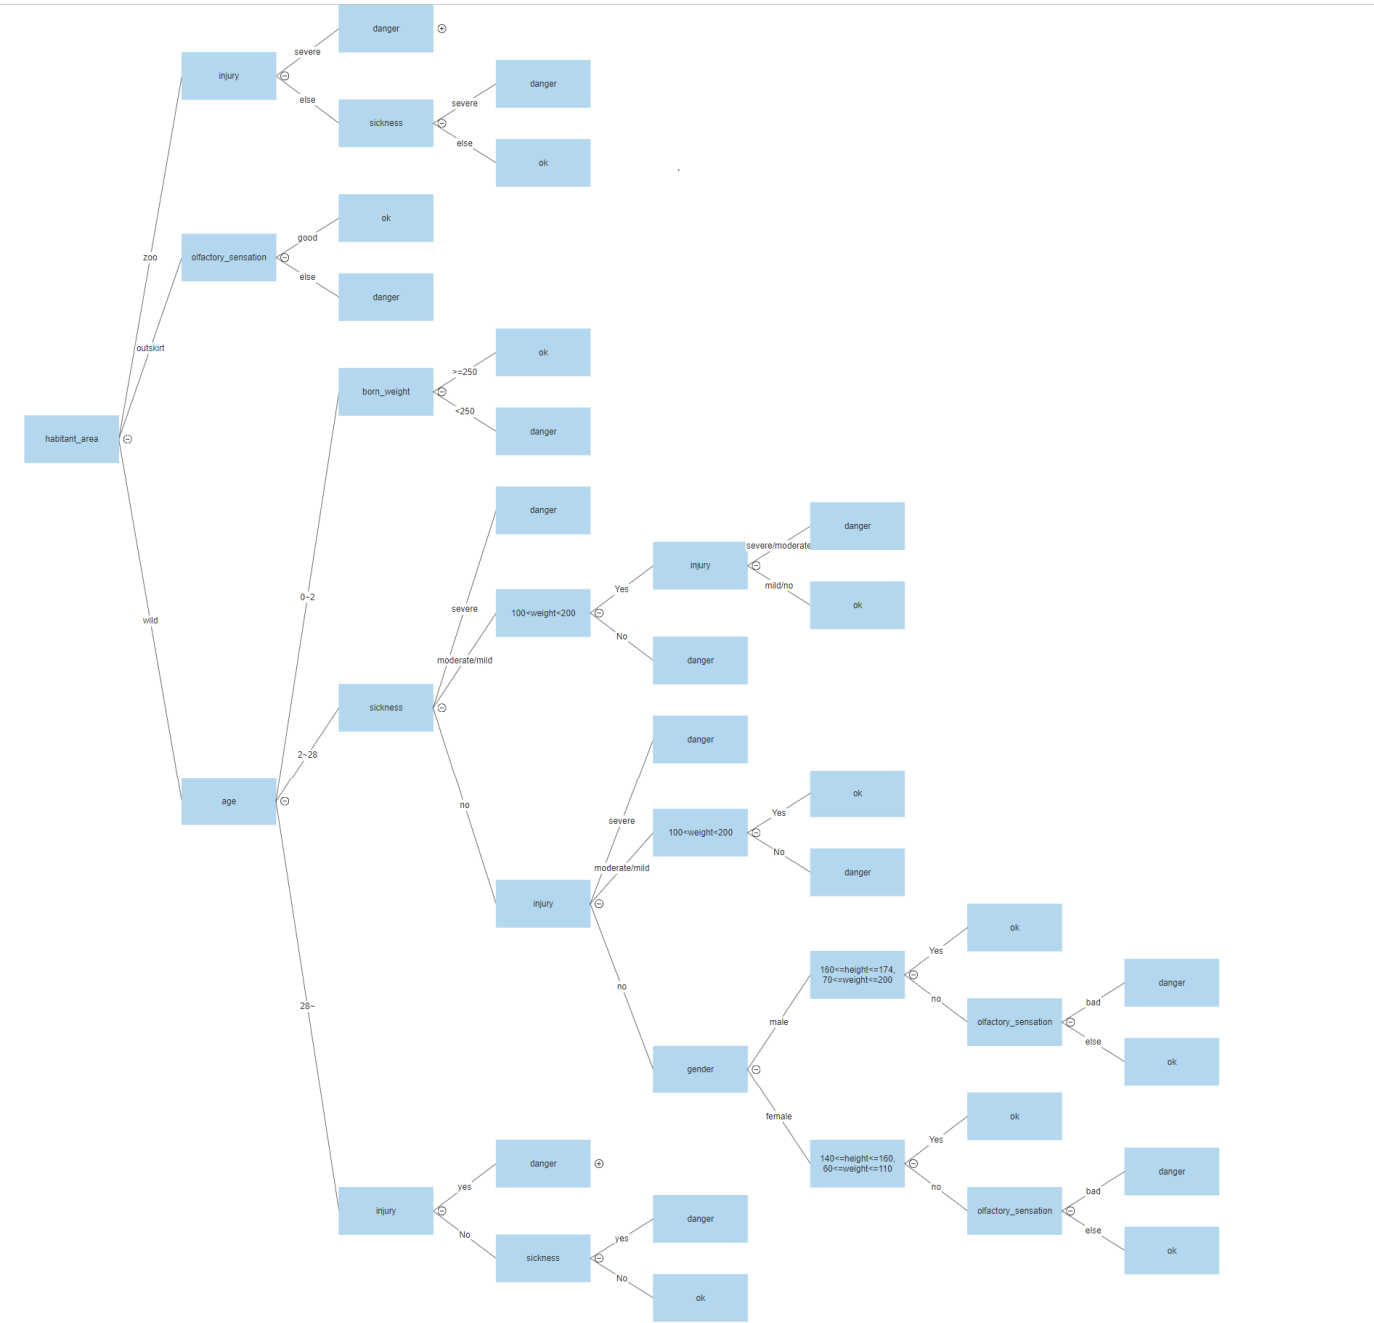 danger
severe
injury
else
danger
severe
sickness
else
ok
ok
good
zoo
olfactory_sensation
else
danger
outskirt
ok
>=250
born_weight
<250
danger
habitant_area
danger
danger
severe/moderate
injury
mild/no
ok
Yes
0~2
severe
100<weight<200
wild
No
moderate/mild
danger
sickness
danger
2~28
ok
Yes
age
no
severe
100<weight<200
No
moderate/mild
danger
injury
ok
Yes
160<=height<=174,
70<=weight<=200
danger
no
bad
no
28~
male
olfactory_sensation
else
ok
gender
female
ok
Yes
danger
yes
140<=height<=160,
60<=weight<=110
danger
no
bad
injury
olfactory_sensation
danger
No
yes
else
sickness
ok
No
ok